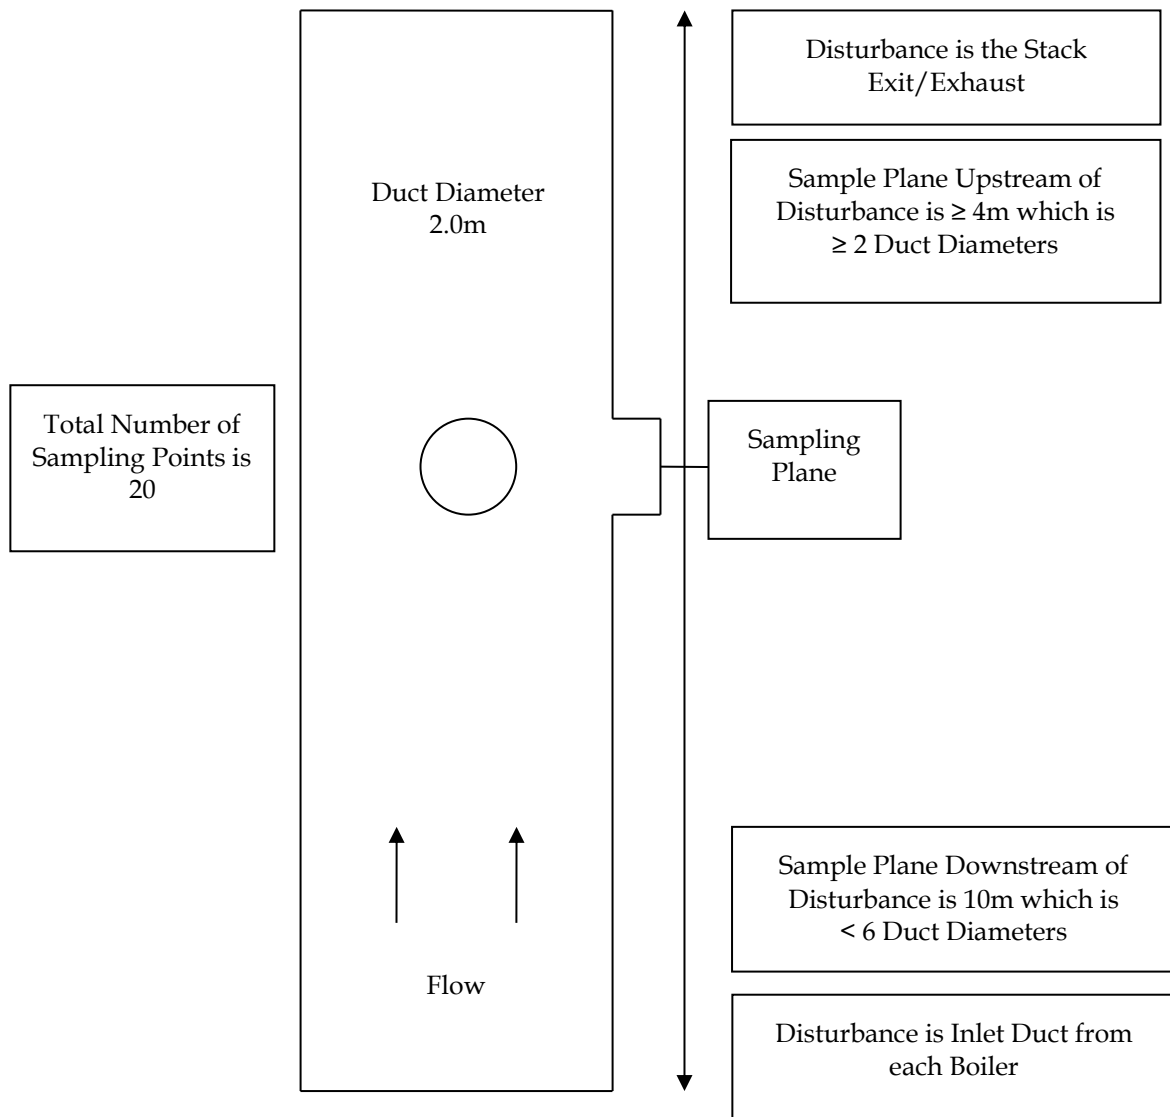 Disturbance is the Stack
Exit/Exhaust
Duct Diameter
2.0m
Sample Plane Upstream of
Disturbance is ≥ 4m which is
≥ 2 Duct Diameters
Total Number of
Sampling Points is
20
Sampling
Plane
Sample Plane Downstream of
Disturbance is 10m which is
< 6 Duct Diameters
Flow
Disturbance is Inlet Duct from
each Boiler